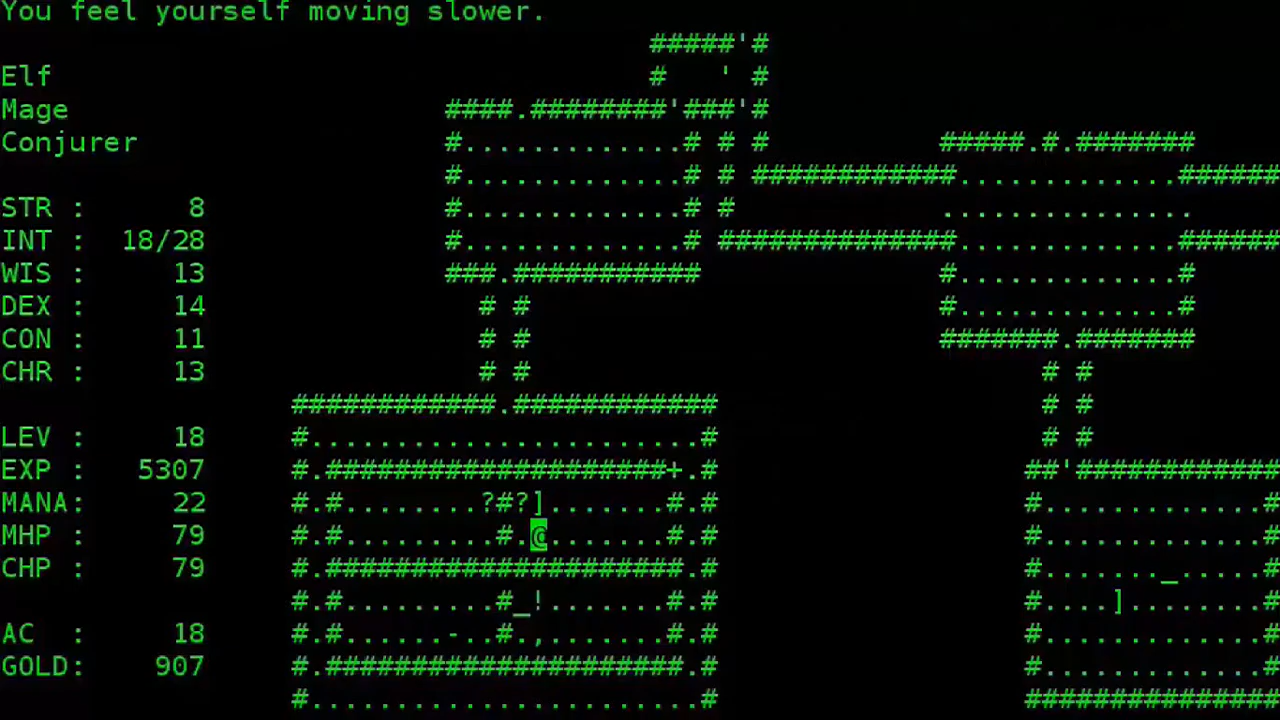 You feel yourself moving slower.
#####'#
Elf # ' #
Mage ####.########'###'#
Conjurer #.............# # # #####.#.#######
#.............# # ############.............######
STR : 8 #.............# # ...............
INT : 18/28 #.............# ##############.............######
WIS : 13 ###.########### #.............#
DEX : 14 # # #.............#
CON : 11 # # #######.#######
CHR : 13 # # # #
############.############ # #
LEV : 18 #.......................# # #
EXP : 5307 #.####################+.# ##'############
MANA: 22 #.#........?#?].......#.# #.............#
MHP : 79 #.#.........#.@.......#.# #.............#
CHP : 79 #.#####################.# #......._.....#
#.#.........#_!.......#.# #....]........#
AC : 18 #.#......-..#.,.......#.# #.............#
GOLD: 907 #.#####################.# #.............#
#.......................# ###############